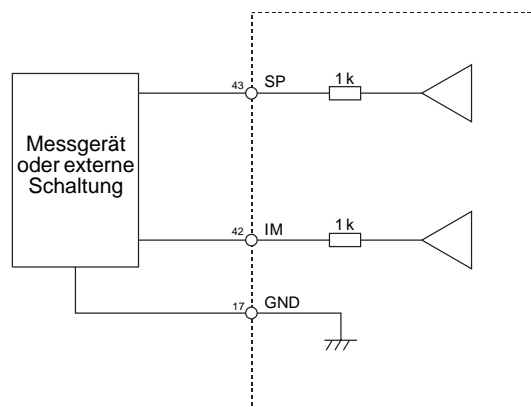 43 SP 1 k
Messgerät
oder externe
Schaltung
42 IM 1 k
17 GND